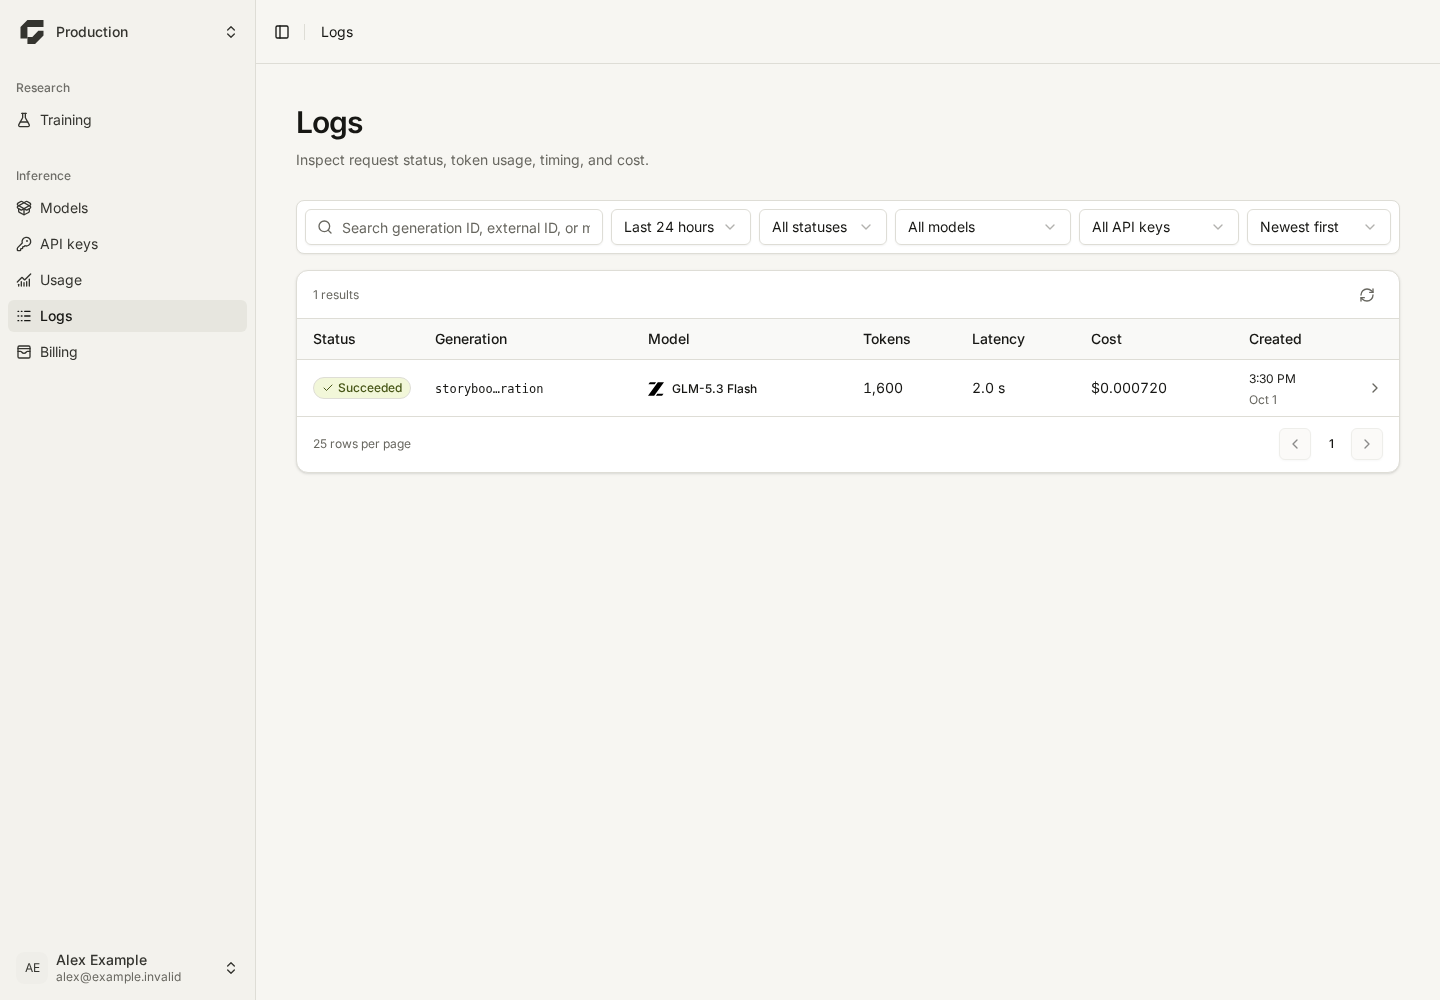 Production
Research
Training
Inference
Models
API keys
Usage
Logs
Billing
AE
Alex Example
alex@example.invalid
Logs
Logs
Inspect request status, token usage, timing, and cost.
Search generation ID, external ID, or m
Last 24 hours
All statuses
All models
All API keys
Newest first
1 results
Status Generation Model Tokens Latency Cost Created
Succeeded storyboo…ration GLM-5.3 Flash 1,600 2.0 s $0.000720 3:30 PM
Oct 1
25 rows per page
1